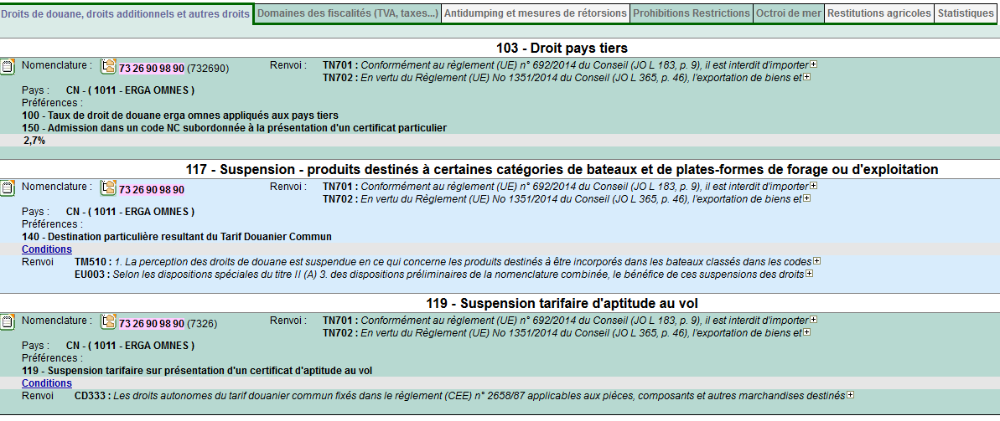 Droits de douane, droits additionnels et autres droits Domaines des fiscalités (TVA, taxes...) Antidumping et mesures de rétorsions Prohibitions Restrictions Octroi de mer Restitutions agricoles Statistiques
103 - Droit pays tiers
Nomenclature : 73 26 90 98 90 (732690) Renvoi : TN701 : Conformément au règlement (UE) n° 692/2014 du Conseil (JO L 183, p. 9), il est interdit d'importer
TN702 : En vertu du Règlement (UE) No 1351/2014 du Conseil (JO L 365, p. 46), l'exportation de biens et
Pays : CN - ( 1011 - ERGA OMNES )
Préférences :
100 - Taux de droit de douane erga omnes appliqués aux pays tiers
150 - Admission dans un code NC subordonnée à la présentation d'un certificat particulier
2,7%
117 - Suspension - produits destinés à certaines catégories de bateaux et de plates-formes de forage ou d'exploitation
Nomenclature : 73 26 90 98 90 Renvoi : TN701 : Conformément au règlement (UE) n° 692/2014 du Conseil (JO L 183, p. 9), il est interdit d'importer
TN702 : En vertu du Règlement (UE) No 1351/2014 du Conseil (JO L 365, p. 46), l'exportation de biens et
Pays : CN - ( 1011 - ERGA OMNES )
Préférences :
140 - Destination particulière resultant du Tarif Douanier Commun
Conditions
Renvoi TM510 : 1. La perception des droits de douane est suspendue en ce qui concerne les produits destinés à être incorporés dans les bateaux classés dans les codes
EU003 : Selon les dispositions spéciales du titre II (A) 3. des dispositions préliminaires de la nomenclature combinée, le bénéfice de ces suspensions des droits
119 - Suspension tarifaire d'aptitude au vol
Nomenclature : 73 26 90 98 90 (7326) Renvoi : TN701 : Conformément au règlement (UE) n° 692/2014 du Conseil (JO L 183, p. 9), il est interdit d'importer
TN702 : En vertu du Règlement (UE) No 1351/2014 du Conseil (JO L 365, p. 46), l'exportation de biens et
Pays : CN - ( 1011 - ERGA OMNES )
Préférences :
119 - Suspension tarifaire sur présentation d'un certificat d'aptitude au vol
Conditions
Renvoi CD333 : Les droits autonomes du tarif douanier commun fixés dans le règlement (CEE) n° 2658/87 applicables aux pièces, composants et autres marchandises destinés